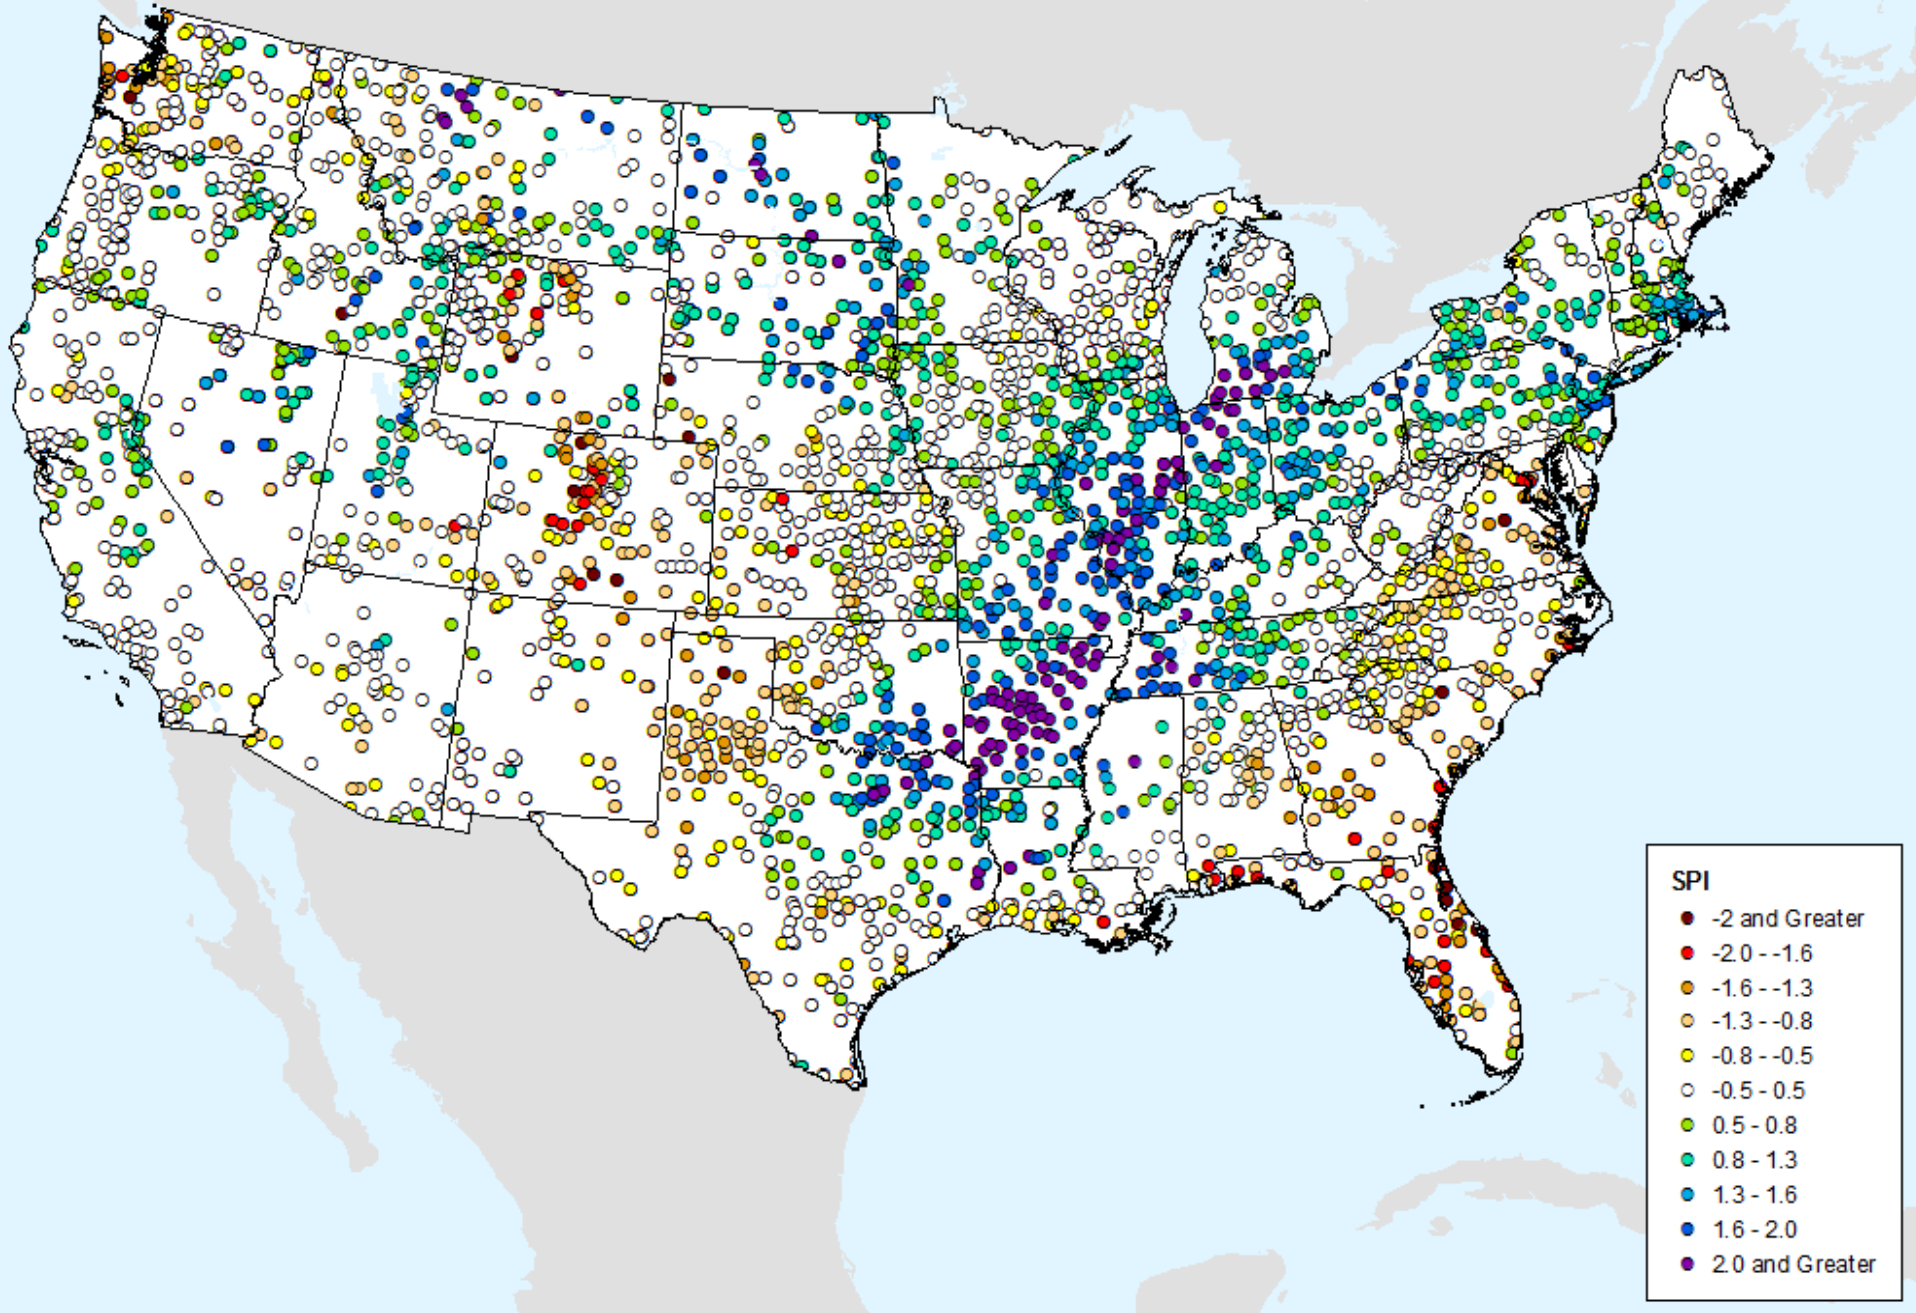 SPI
-2 and Greater
-2.0 - -1.6
-1.6 - -1.3
-1.3 - -0.8
-0.8 - -0.5
-0.5 - 0.5
0.5 - 0.8
0.8 - 1.3
1.3 - 1.6
1.6 - 2.0
2.0 and Greater